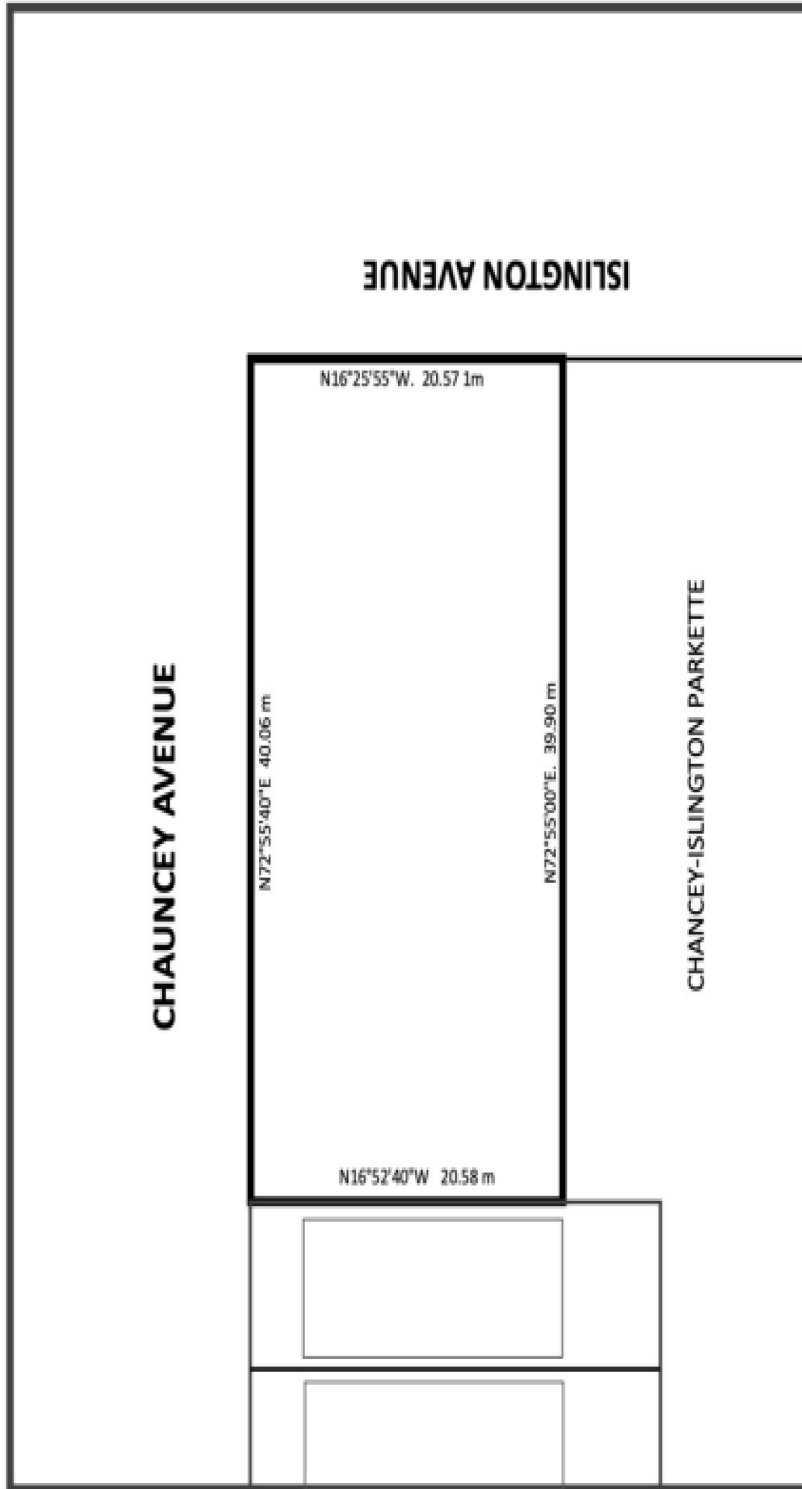 ISLINGTON AVENUE
N16°25'55"W. 20.57 1m
CHAUNCEY AVENUE
N72°55'40"E 40.06 m
N72°55'00"E. 39.90 m
CHANCEY-ISLINGTON PARKETTE
N16°52'40"W 20.58 m